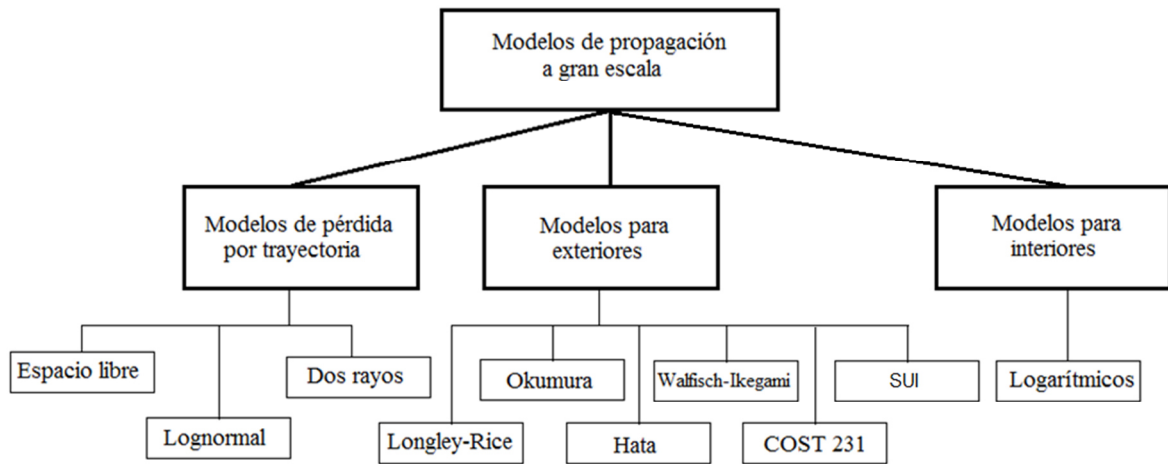 Modelos de propagación
a gran escala
Modelos de pérdida
por trayectoria
Modelos para
exteriores
Modelos para
interiores
Espacio libre
Lognormal
Dos rayos
Longley-Rice
Okumura
Hata
Walfisch-Ikegami
COST 231
SUI
Logarítmicos